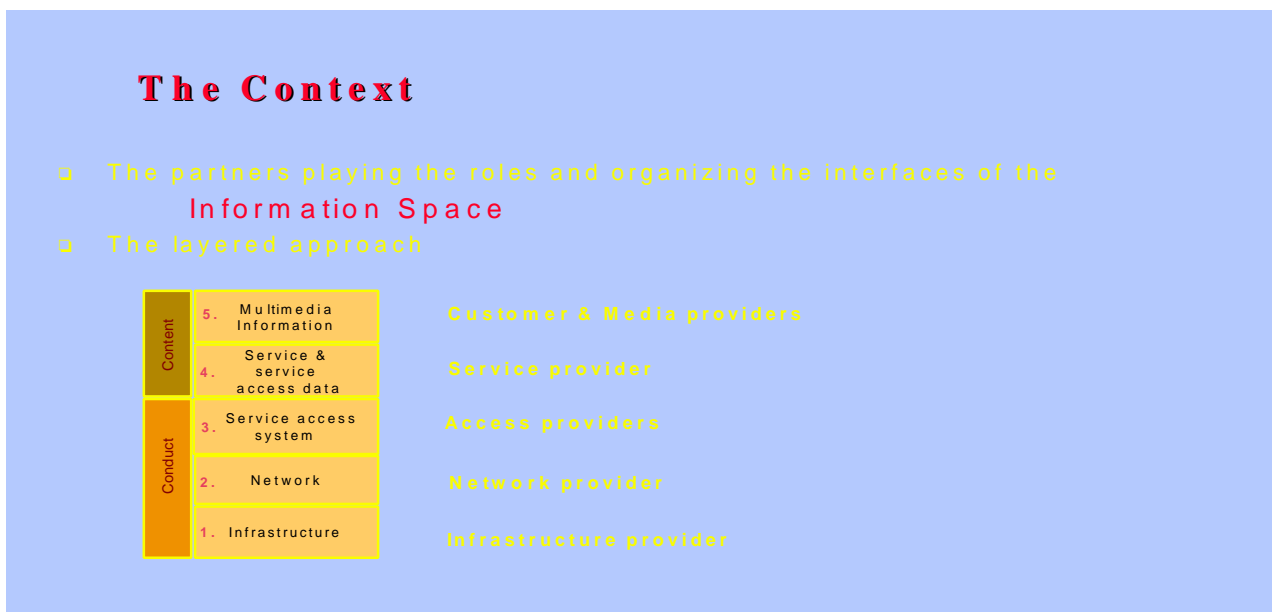 The Context
❑ The partners playing the roles and organizing the interfaces of the
Information Space
❑ The layered approach
Content
5. Multimedia
Information
Customer & Media providers
4. Service &
service
access data
Service provider
Conduct
3. Service access
system
Access providers
2. Network
Network provider
1. Infrastructure
Infrastructure provider